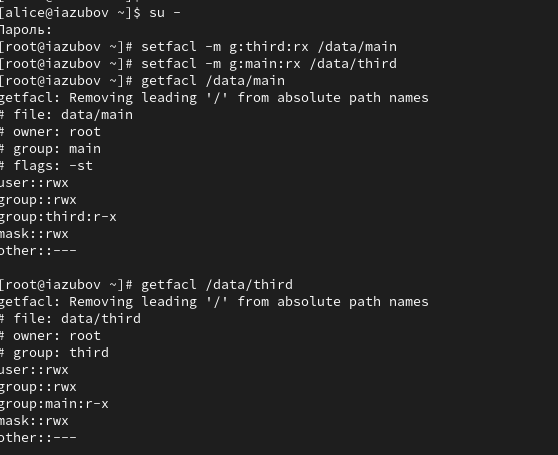 [alice@iazubov ~]$ su -
Пароль:
[root@iazubov ~]# setfacl -m g:third:rx /data/main
[root@iazubov ~]# setfacl -m g:main:rx /data/third
[root@iazubov ~]# getfacl /data/main
getfacl: Removing leading '/' from absolute path names
# file: data/main
# owner: root
# group: main
# flags: -st
user::rwx
group::rwx
group:third:r-x
mask::rwx
other::---

[root@iazubov ~]# getfacl /data/third
getfacl: Removing leading '/' from absolute path names
# file: data/third
# owner: root
# group: third
user::rwx
group::rwx
group:main:r-x
mask::rwx
other::---